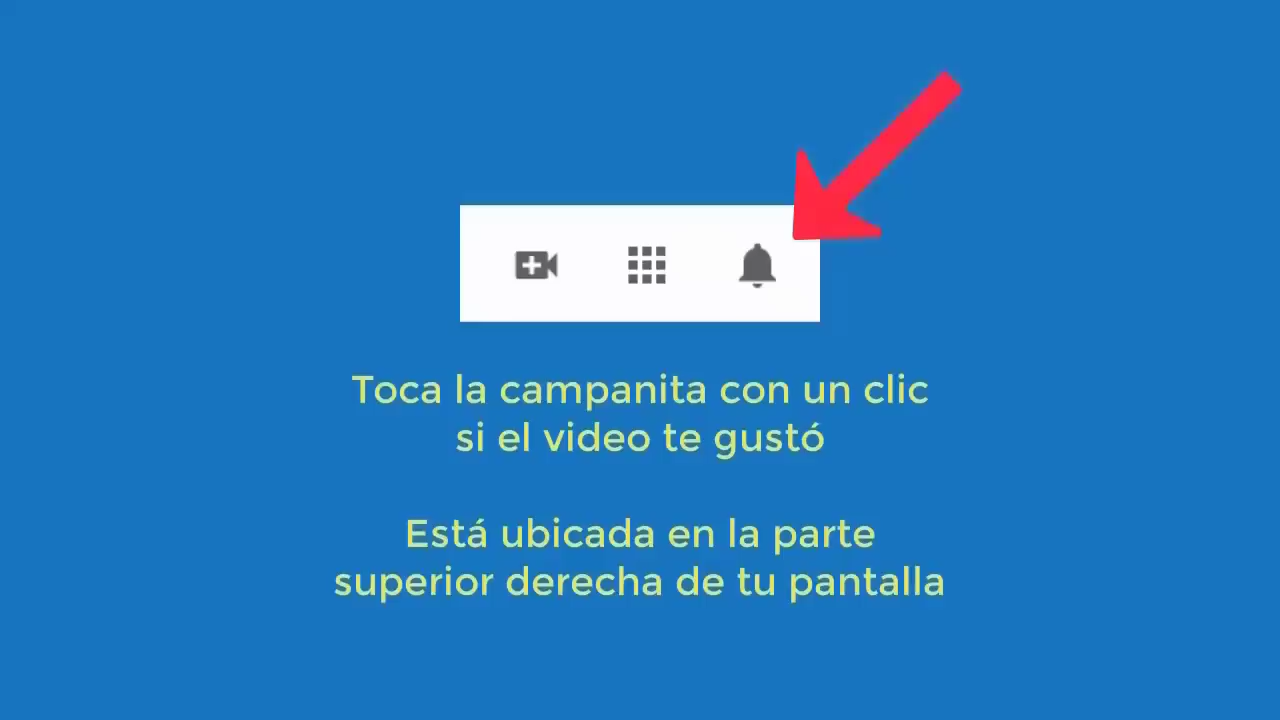 Toca la campanita con un clic
si el video te gustó
Está ubicada en la parte
superior derecha de tu pantalla